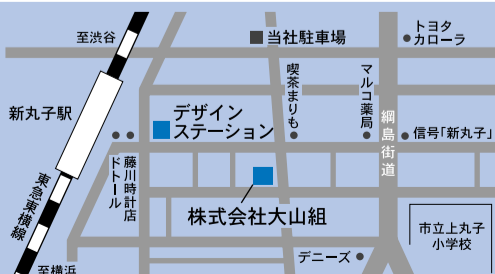 至渋谷
当社駐車場
トヨタ
カローラ
新丸子駅
デザイン
ステーション
喫茶まりも
マルコ薬局
綱島街道
信号「新丸子」
藤川時計店
ドトール
東急東横線
株式会社大山組
市立上丸子
小学校
デニーズ
至横浜